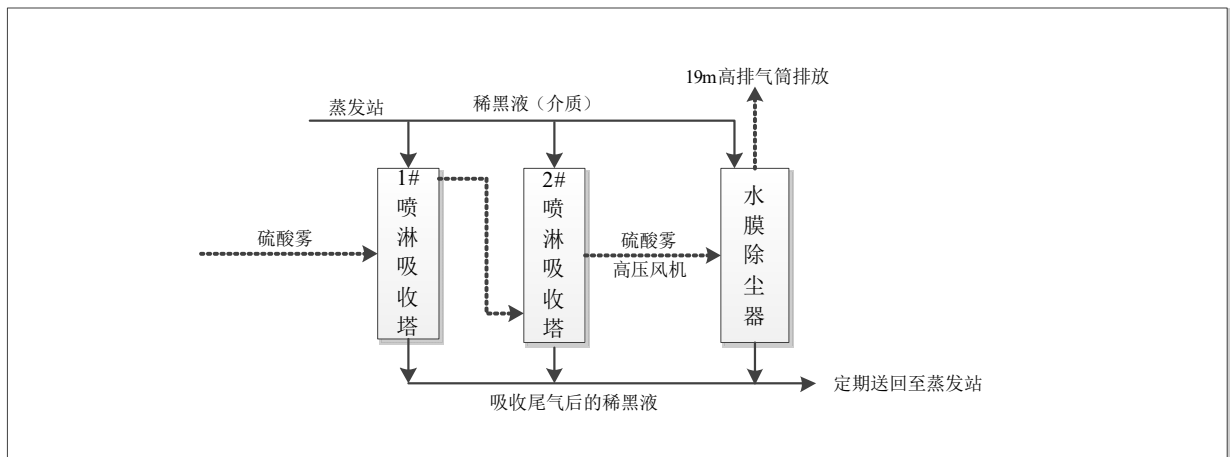 19m高排气筒排放
蒸发站
稀黑液（介质）
1#喷淋吸收塔
2#喷淋吸收塔
水膜除尘器
硫酸雾
硫酸雾
高压风机
定期送回至蒸发站
吸收尾气后的稀黑液